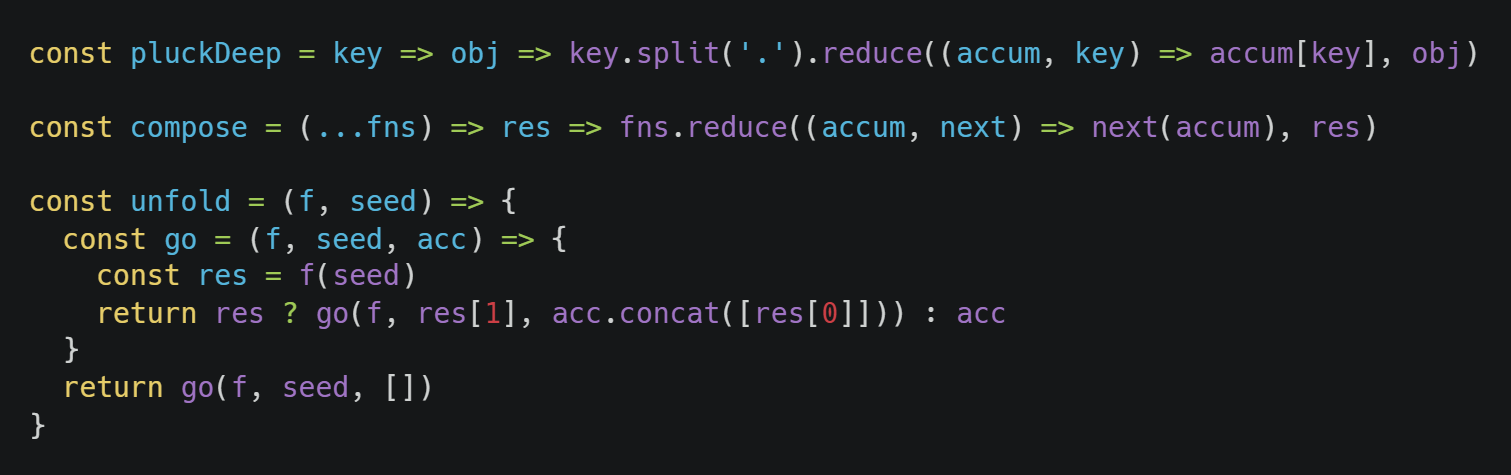 const pluckDeep = key => obj => key.split('.').reduce((accum, key) => accum[key], obj)
const compose = (...fns) => res => fns.reduce((accum, next) => next(accum), res)
const unfold = (f, seed) => {
  const go = (f, seed, acc) => {
    const res = f(seed)
    return res ? go(f, res[1], acc.concat([res[0]])) : acc
  }
  return go(f, seed, [])
}